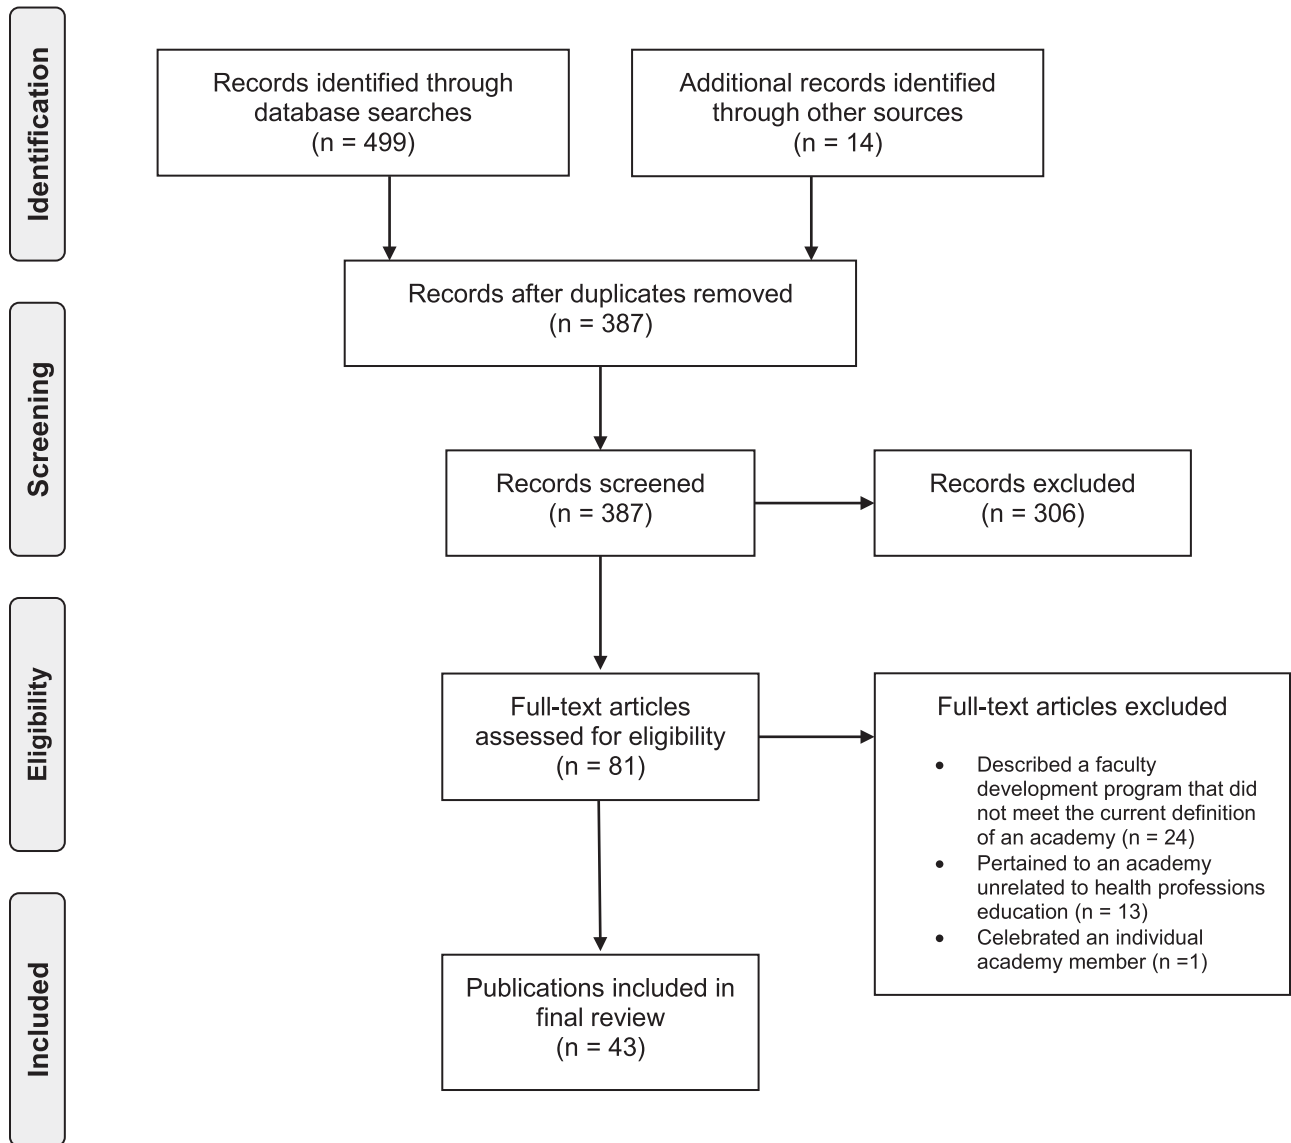 Identification
Records identified through
database searches
(n = 499)
Additional records identified
through other sources
(n = 14)
Records after duplicates removed
(n = 387)
Screening
Records screened
(n = 387)
Records excluded
(n = 306)
Eligibility
Full-text articles
assessed for eligibility
(n = 81)
Full-text articles excluded
• Described a faculty
development program that did
not meet the current definition
of an academy (n = 24)
• Pertained to an academy
unrelated to health professions
education (n = 13)
• Celebrated an individual
academy member (n =1)
Included
Publications included in
final review
(n = 43)